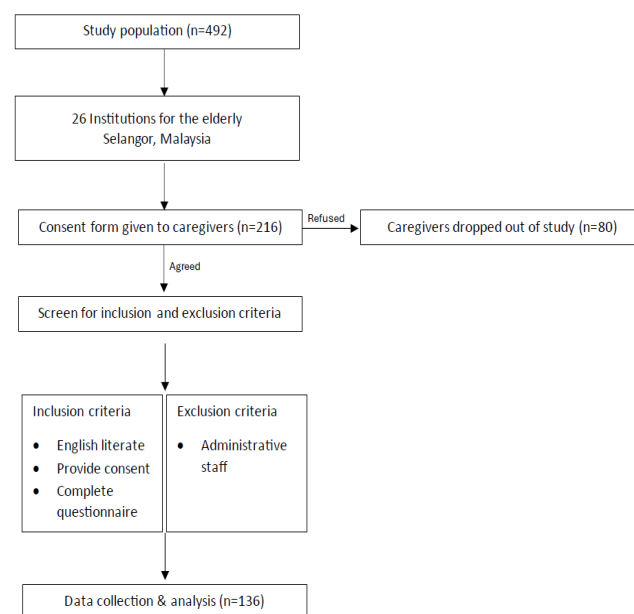 Study population (n=492)
26 Institutions for the elderly
Selangor, Malaysia
Consent form given to caregivers (n=216)
Refused
Caregivers dropped out of study (n=80)
Agreed
Screen for inclusion and exclusion criteria
Inclusion criteria
• English literate
• Provide consent
• Complete
questionnaire
Exclusion criteria
• Administrative
staff
Data collection & analysis (n=136)